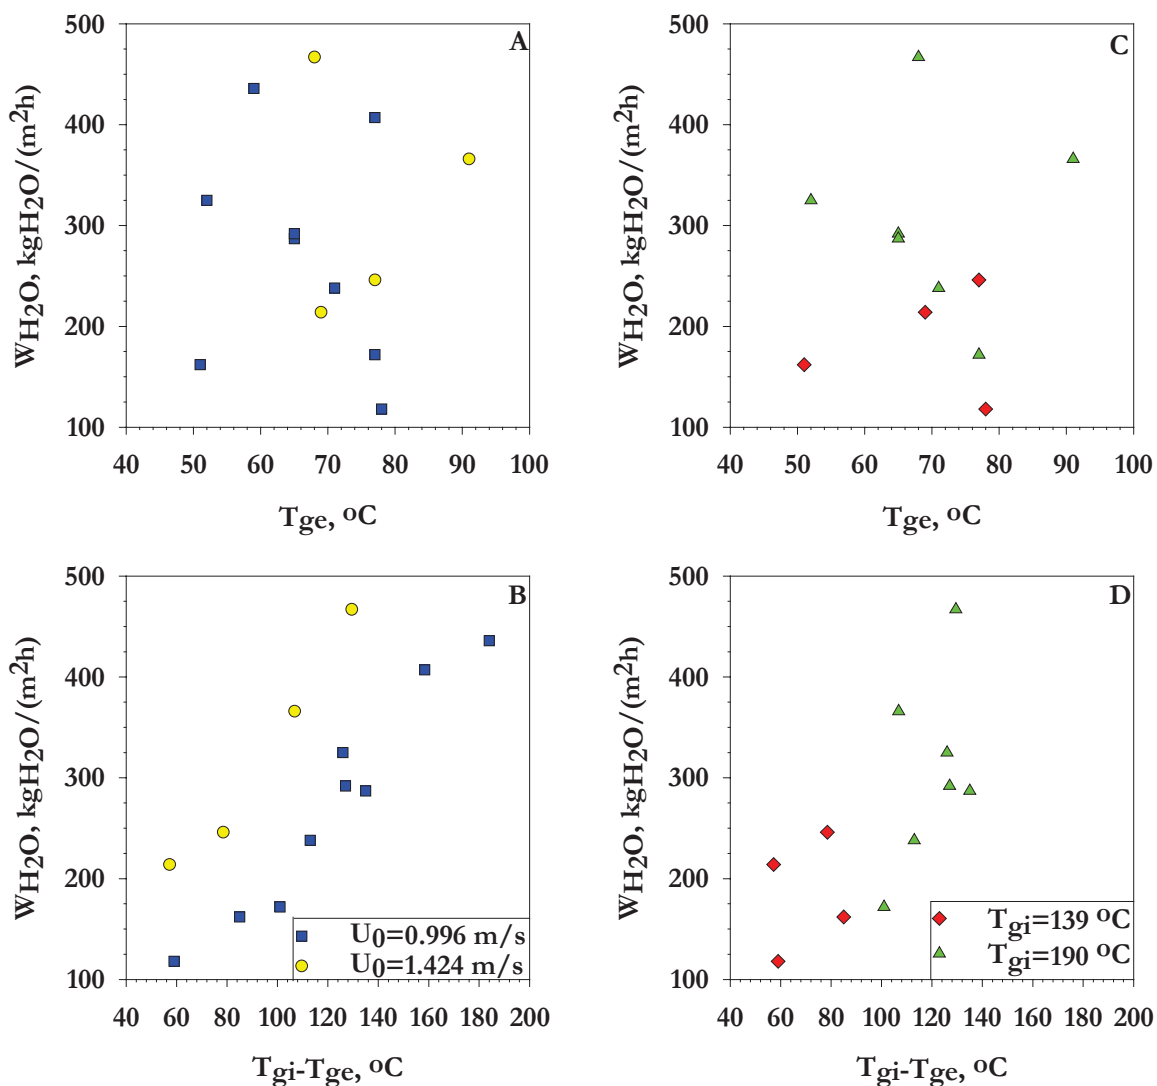 A
500
400
300
200
100
W_H2O, kgH2O/(m²h)
40 50 60 70 80 90 100
Tge, ºC
C
500
400
300
200
100
W_H2O, kgH2O/(m²h)
40 50 60 70 80 90 100
Tge, ºC
B
500
400
300
200
100
W_H2O, kgH2O/(m²h)
U0=0.996 m/s
U0=1.424 m/s
40 60 80 100 120 140 160 180 200
Tgi-Tge, ºC
D
500
400
300
200
100
W_H2O, kgH2O/(m²h)
Tgi=139 ºC
Tgi=190 ºC
40 60 80 100 120 140 160 180 200
Tgi-Tge, ºC